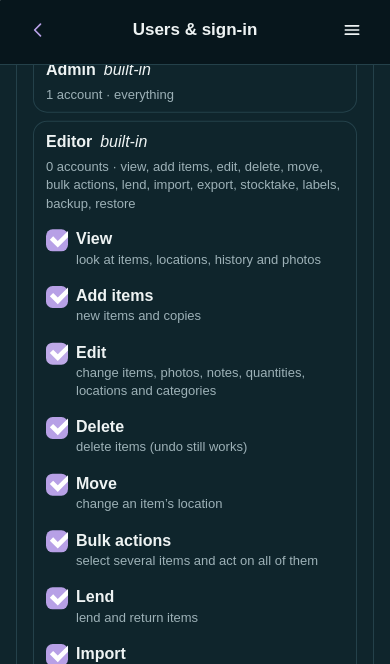 Users & sign-in
Admin built-in
1 account · everything
Editor built-in
0 accounts · view, add items, edit, delete, move,
bulk actions, lend, import, export, stocktake, labels,
backup, restore
View
look at items, locations, history and photos
Add items
new items and copies
Edit
change items, photos, notes, quantities,
locations and categories
Delete
delete items (undo still works)
Move
change an item's location
Bulk actions
select several items and act on all of them
Lend
lend and return items
Import